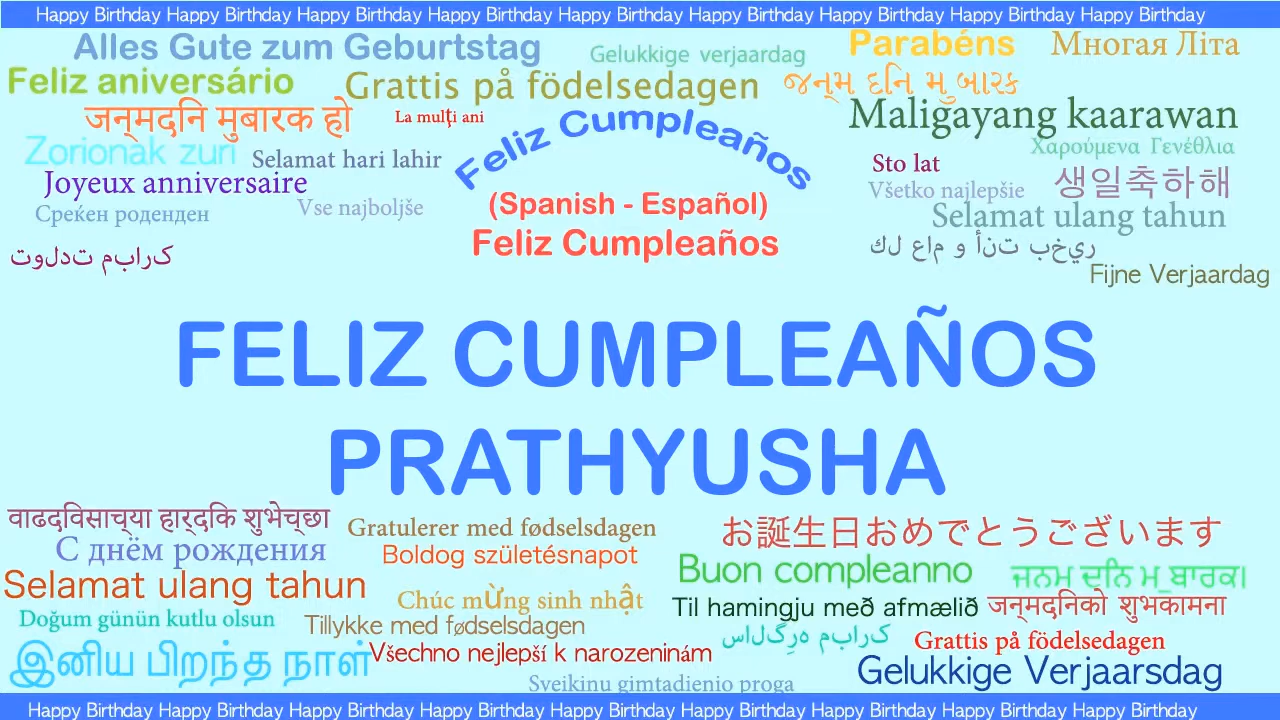 Happy Birthday Happy Birthday Happy Birthday Happy Birthday Happy Birthday Happy Birthday Happy Birthday Happy Birthday Happy Birthday
Alles Gute zum Geburtstag
Gelukkige verjaardag
Parabéns
Многая Літа
Feliz aniversário
Grattis på födelsedagen
જન્મ દિન મુબારક
जन्मदिन मुबारक हो
La mulţi ani
Feliz Cumpleaños
Maligayang kaarawan
Zorionak zuri
Selamat hari lahir
Χαρούμενα Γενέθλια
Sto lat
Joyeux anniversaire
Všetko najlepšie
생일축하해
Среќен роденден
Vse najboljše
(Spanish - Español)
Selamat ulang tahun
Feliz Cumpleaños
تولدت مبارک
كل عام و أنت بخير
Fijne Verjaardag
FELIZ CUMPLEAÑOS
PRATHYUSHA
वाढदिवसाच्या हार्दिक शुभेच्छा
Gratulerer med fødselsdagen
お誕生日おめでとうございます
С днём рождения
Boldog születésnapot
Selamat ulang tahun
Buon compleanno
ਜਨਮ ਦਿਨ ਮੁਬਾਰਕ।
Chúc mừng sinh nhật
Til hamingju með afmælið
जन्मदिनको शुभकामना
Doğum günün kutlu olsun
Tillykke med fødselsdagen
سالگرہ مبارک
Grattis på födelsedagen
இனிய பிறந்த நாள்
Všechno nejlepší k narozeninám
Gelukkige Verjaarsdag
Sveikinu gimtadienio proga
Happy Birthday Happy Birthday Happy Birthday Happy Birthday Happy Birthday Happy Birthday Happy Birthday Happy Birthday Happy Birthday